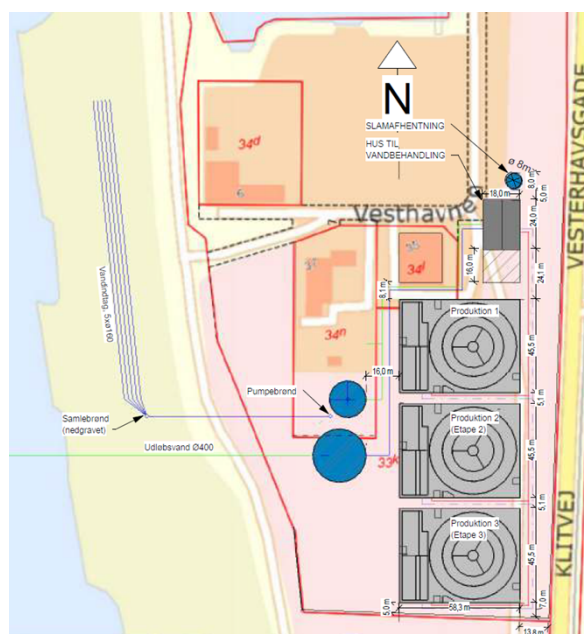 N
SLAMAFHENTNING
HUS TIL
VANDBEHANDLING
ø 8m
18,0 m
8,0 m
5,0 m
24,0 m
24,1 m
16,0 m
8,1 m
VESTERHAVSGADE
34d
6
Vesthavne
35
34l
34n
Vandindtag, 5xø160
Produktion 1
45,5 m
16,0 m
Pumpebrønd
5,1 m
Samlebrønd
(nedgravet)
Produktion 2
(Etape 2)
45,5 m
Udløbsvand Ø400
33k
5,1 m
Produktion 3
(Etape 3)
45,5 m
KLITVEJ
5,0 m
58,3 m
7,0 m
13,8 m